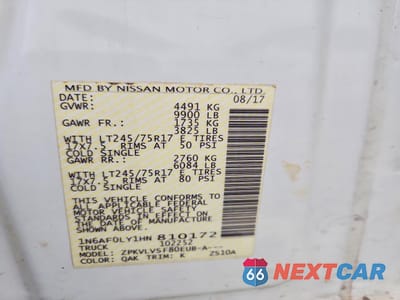 MFD BY NISSAN MOTOR CO., LTD.
DATE: 08/17
GVWR: 4491 KG
9900 LB
GAWR FR.: 1735 KG
3825 LB
WITH LT245/75R17 E TIRES
17X7.5 RIMS AT 50 PSI
COLD SINGLE
GAWR RR.: 2760 KG
6084 LB
WITH LT245/75R17 E TIRES
17X7.5 RIMS AT 80 PSI
COLD SINGLE
THIS VEHICLE CONFORMS TO
ALL APPLICABLE FEDERAL
MOTOR VEHICLE SAFETY
STANDARDS IN EFFECT ON
THE DATE OF MANUFACTURE
SHOWN ABOVE
1N6AF0LY1HN 810172
TRUCK 102252
MODEL: ZPKVLVSF80EUB-A---
COLOR: QAK TRIM: K ZS10A
66 NEXTCAR